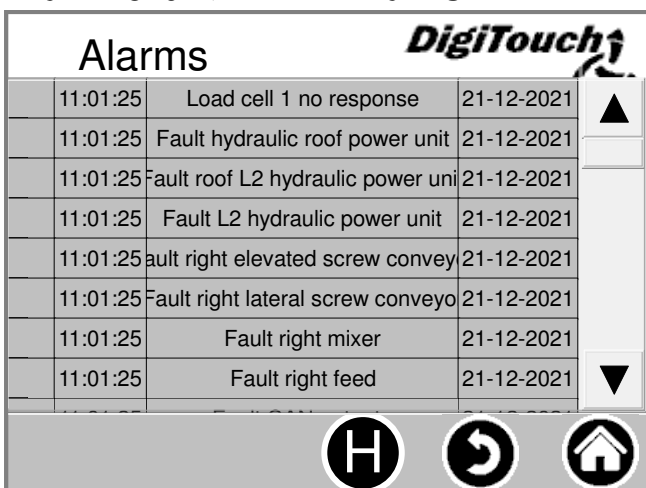 Alarms DigiTouch
11:01:25 Load cell 1 no response 21-12-2021
11:01:25 Fault hydraulic roof power unit 21-12-2021
11:01:25 Fault roof L2 hydraulic power uni 21-12-2021
11:01:25 Fault L2 hydraulic power unit 21-12-2021
11:01:25 ault right elevated screw convey 21-12-2021
11:01:25 Fault right lateral screw conveyo 21-12-2021
11:01:25 Fault right mixer 21-12-2021
11:01:25 Fault right feed 21-12-2021
H